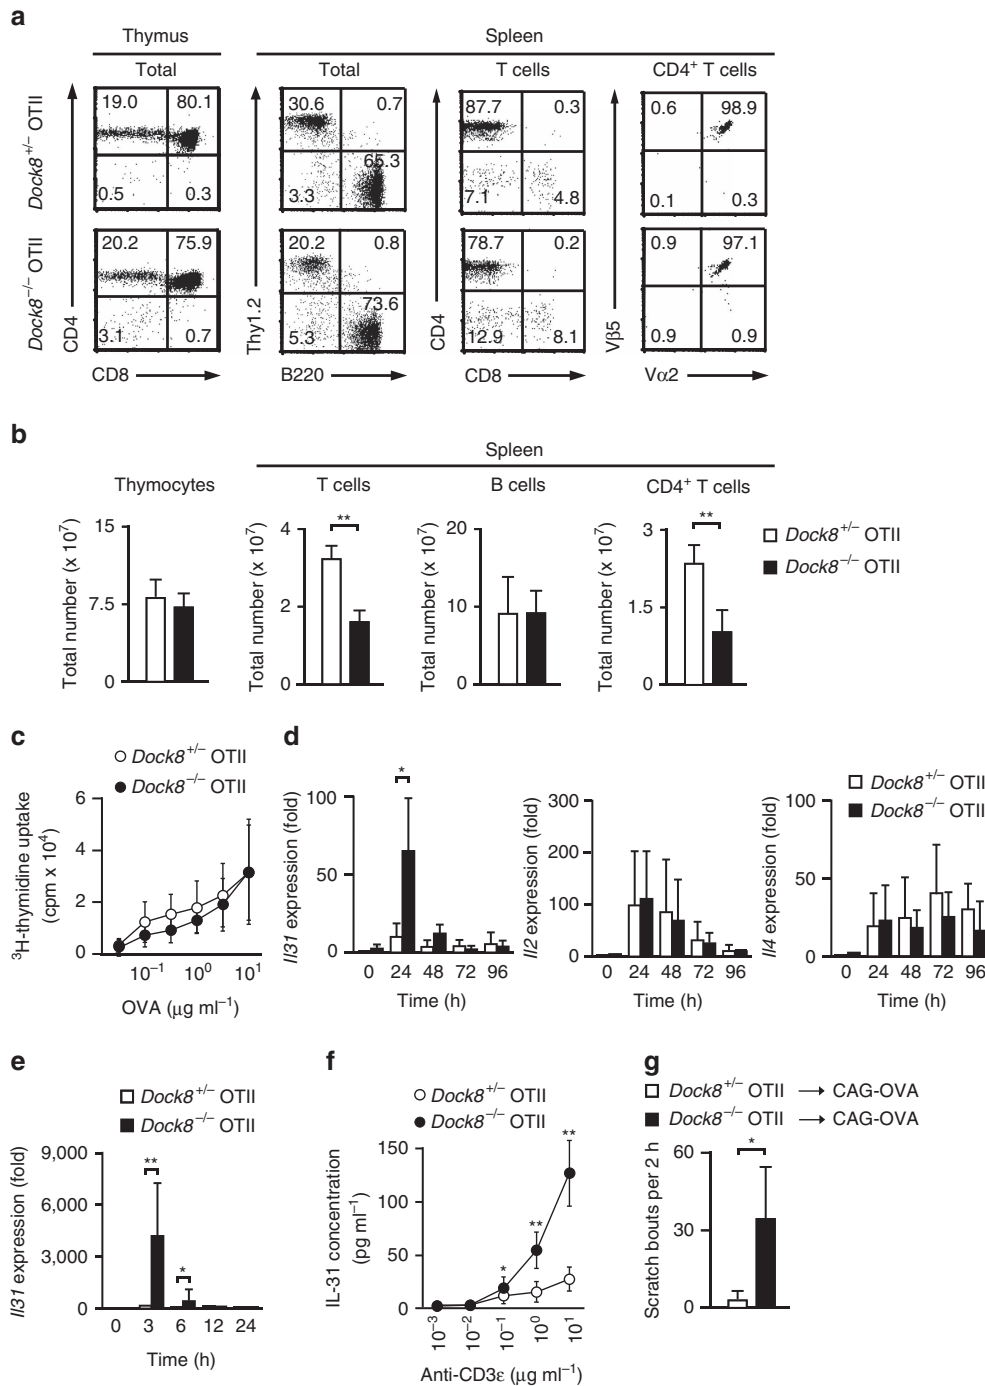 a
Thymus Spleen
Total Total T cells CD4⁺ T cells
Dock8⁺/⁻ OTII
19.0 80.1
0.5 0.3
30.6 0.7
65.3
3.3
87.7 0.3
7.1 4.8
0.6 98.9
0.1 0.3
Dock8⁻/⁻ OTII
20.2 75.9
3.1 0.7
20.2 0.8
73.6
5.3
78.7 0.2
12.9 8.1
0.9 97.1
0.9 0.9
CD4
Thy1.2
CD4
Vβ5
CD8 B220 CD8 Vα2
b
Spleen
Thymocytes T cells B cells CD4⁺ T cells
Total number (x 10⁷)
15
7.5
0
Total number (x 10⁷)
4
2
0
**
Total number (x 10⁷)
20
10
0
Total number (x 10⁷)
3
1.5
0
**
Dock8⁺/⁻ OTII
Dock8⁻/⁻ OTII
c
Dock8⁺/⁻ OTII
Dock8⁻/⁻ OTII
³H-thymidine uptake
(cpm x 10⁴)
6
4
2
0
10⁻¹ 10⁰ 10¹
OVA (μg ml⁻¹)
d
Il31 expression (fold)
100
50
0
*
0 24 48 72 96
Time (h)
Il2 expression (fold)
300
200
100
0
0 24 48 72 96
Time (h)
Dock8⁺/⁻ OTII
Dock8⁻/⁻ OTII
Il4 expression (fold)
100
50
0
0 24 48 72 96
Time (h)
e
Dock8⁺/⁻ OTII
Dock8⁻/⁻ OTII
Il31 expression (fold)
9,000
6,000
3,000
0
**
*
0 3 6 12 24
Time (h)
f
Dock8⁺/⁻ OTII
Dock8⁻/⁻ OTII
IL-31 concentration
(pg ml⁻¹)
150
100
50
0
*
**
**
10⁻³ 10⁻² 10⁻¹ 10⁰ 10¹
Anti-CD3ε (μg ml⁻¹)
g
Dock8⁺/⁻ OTII → CAG-OVA
Dock8⁻/⁻ OTII → CAG-OVA
Scratch bouts per 2 h
60
30
0
*